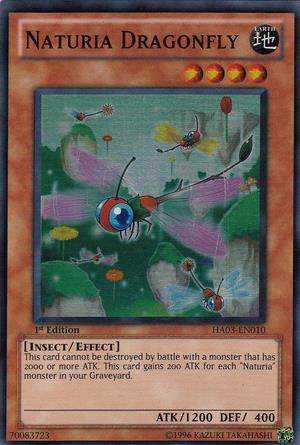 NATURIA DRAGONFLY
EARTH
地
1st Edition
HA03-EN010
[INSECT/EFFECT]
This card cannot be destroyed by battle with a monster that has
2000 or more ATK. This card gains 200 ATK for each "Naturia"
monster in your Graveyard.
ATK/1200 DEF/ 400
70083723
©1996 KAZUKI TAKAHASHI